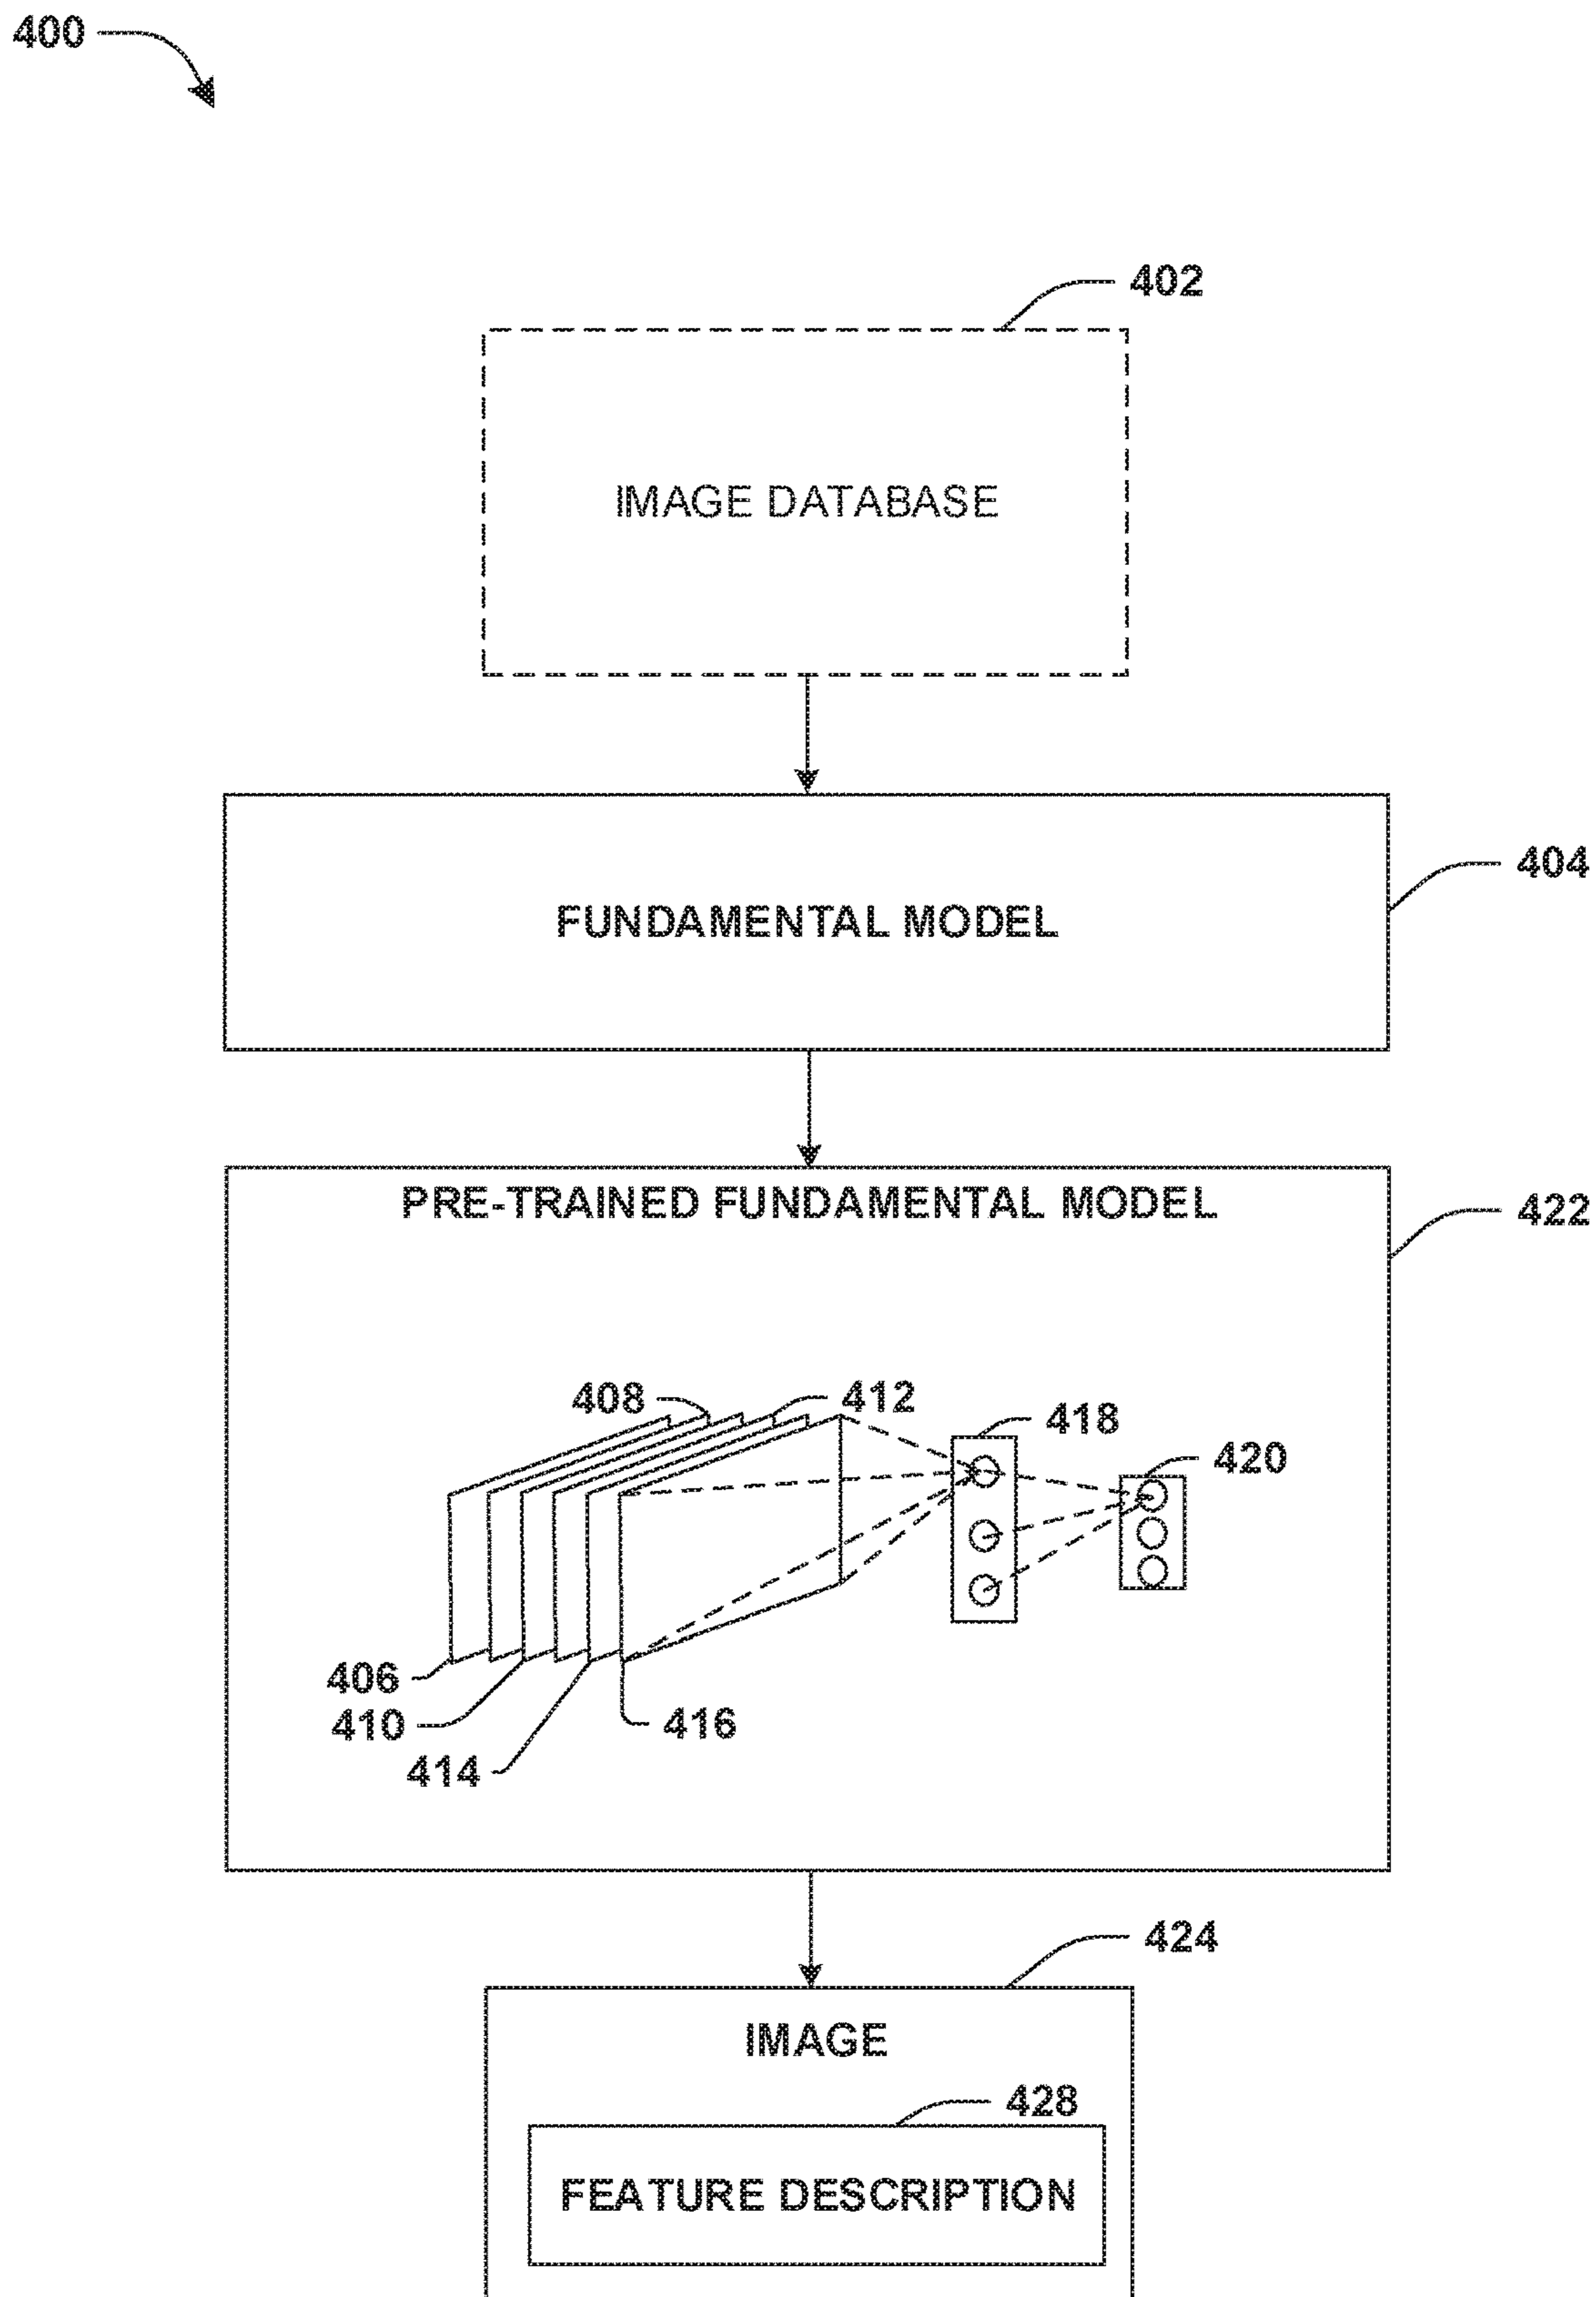 400
402
IMAGE DATABASE
404
FUNDAMENTAL MODEL
PRE-TRAINED FUNDAMENTAL MODEL
422
408
412
418
420
406
410
416
414
424
IMAGE
428
FEATURE DESCRIPTION